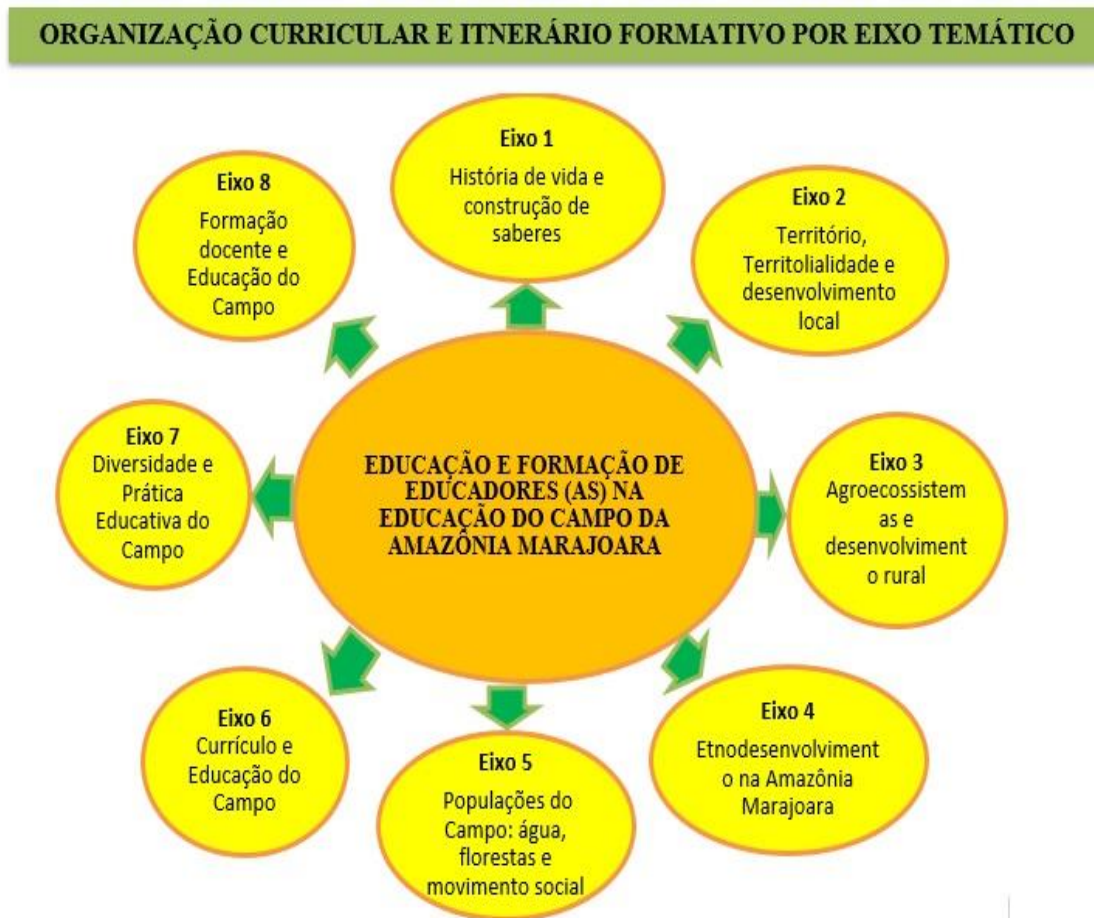 ORGANIZAÇÃO CURRICULAR E ITNERÁRIO FORMATIVO POR EIXO TEMÁTICO
Eixo 1
História de vida e
construção de
saberes
Eixo 2
Território,
Territolialidade e
desenvolvimento
local
Eixo 3
Agroecossistem
as e
desenvolviment
o rural
Eixo 4
Etnodesenvolviment
o na Amazônia
Marajoara
Eixo 5
Populações do
Campo: água,
florestas e
movimento social
Eixo 6
Currículo e
Educação do
Campo
Eixo 7
Diversidade e
Prática
Educativa do
Campo
Eixo 8
Formação
docente e
Educação do
Campo
EDUCAÇÃO E FORMAÇÃO DE
EDUCADORES (AS) NA
EDUCAÇÃO DO CAMPO DA
AMAZÔNIA MARAJOARA